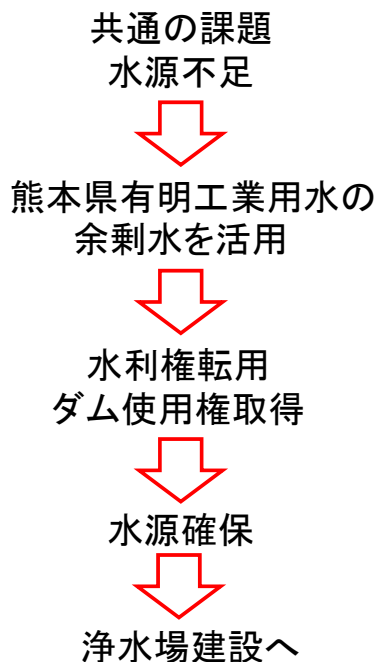 共通の課題
水源不足
熊本県有明工業用水の
余剰水を活用
水利権転用
ダム使用権取得
水源確保
浄水場建設へ